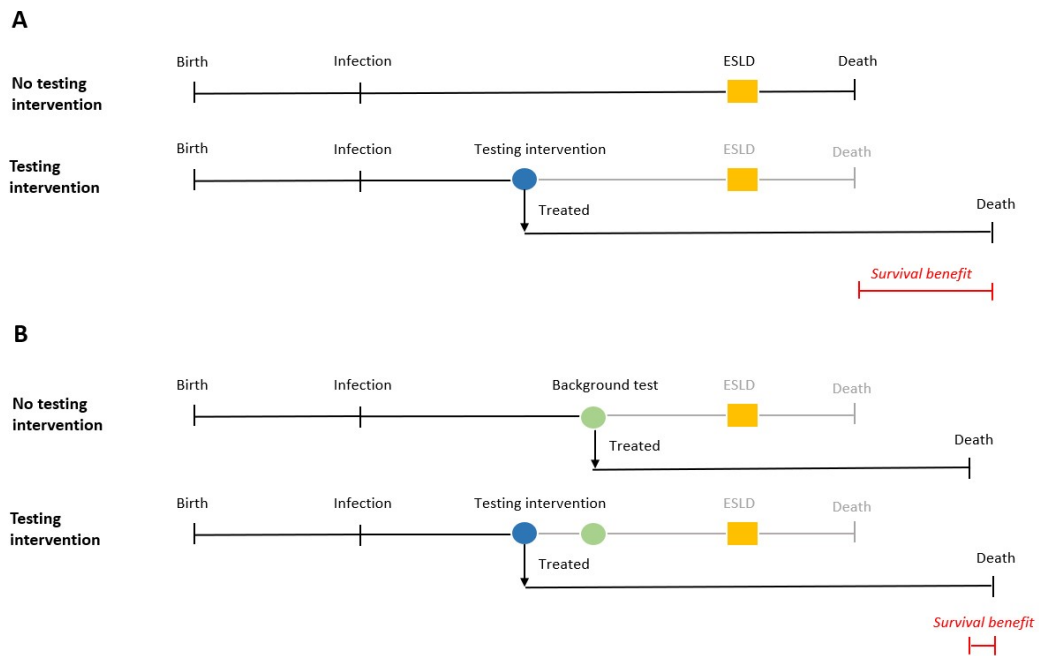 A
Birth Infection ESLD Death
No testing
intervention
Birth Infection Testing intervention ESLD Death
Testing
intervention
Treated
Death
Survival benefit
B
Birth Infection Background test ESLD Death
No testing
intervention
Treated
Death
Birth Infection Testing intervention ESLD Death
Testing
intervention
Treated
Death
Survival benefit